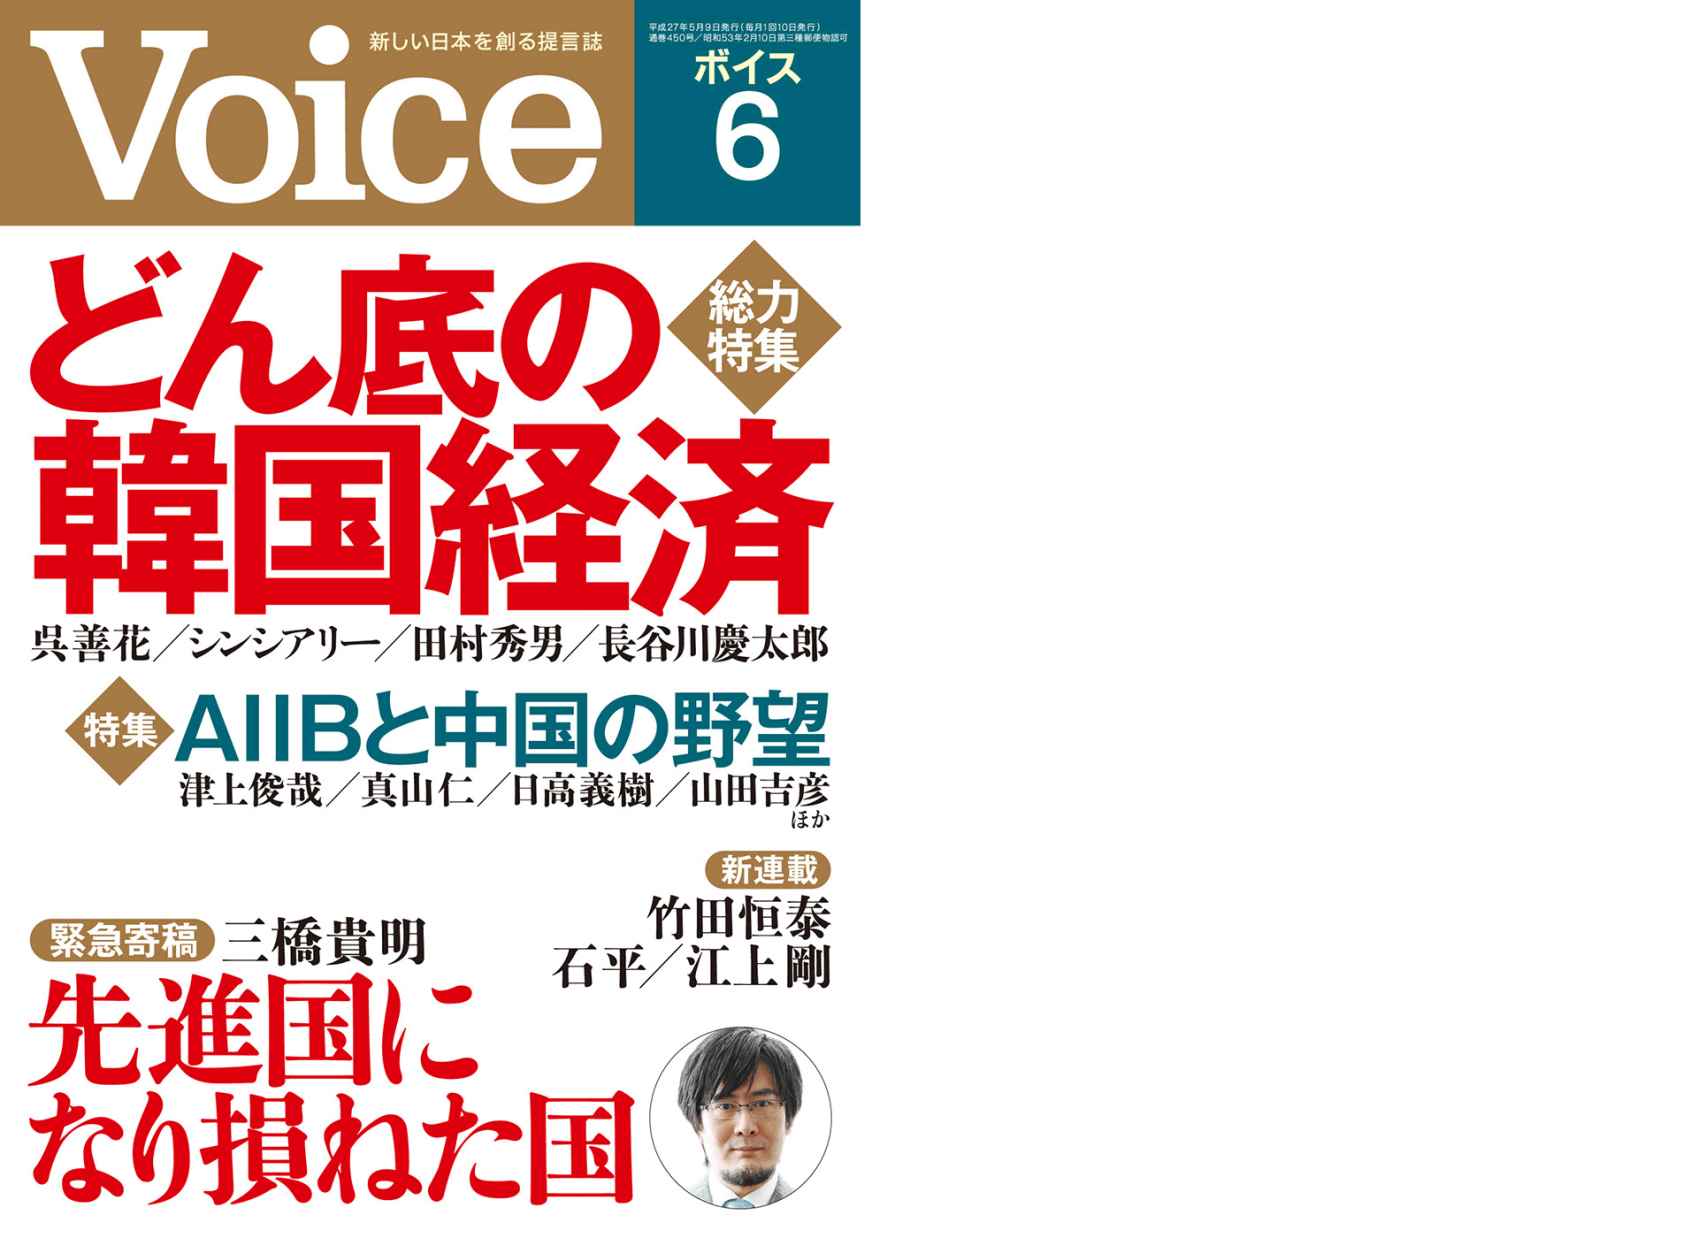 Voice
新しい日本を創る提言誌
平成27年5月9日発行(毎月1回10日発行)
通巻450号/昭和53年2月10日第三種郵便物認可
ボイス
6
総力
特集
どん底の
韓国経済
呉善花/シンシアリー/田村秀男/長谷川慶太郎
特集
AIIBと中国の野望
津上俊哉/真山仁/日高義樹/山田吉彦
ほか
新連載
竹田恒泰
石平/江上剛
緊急寄稿
三橋貴明
先進国に
なり損ねた国